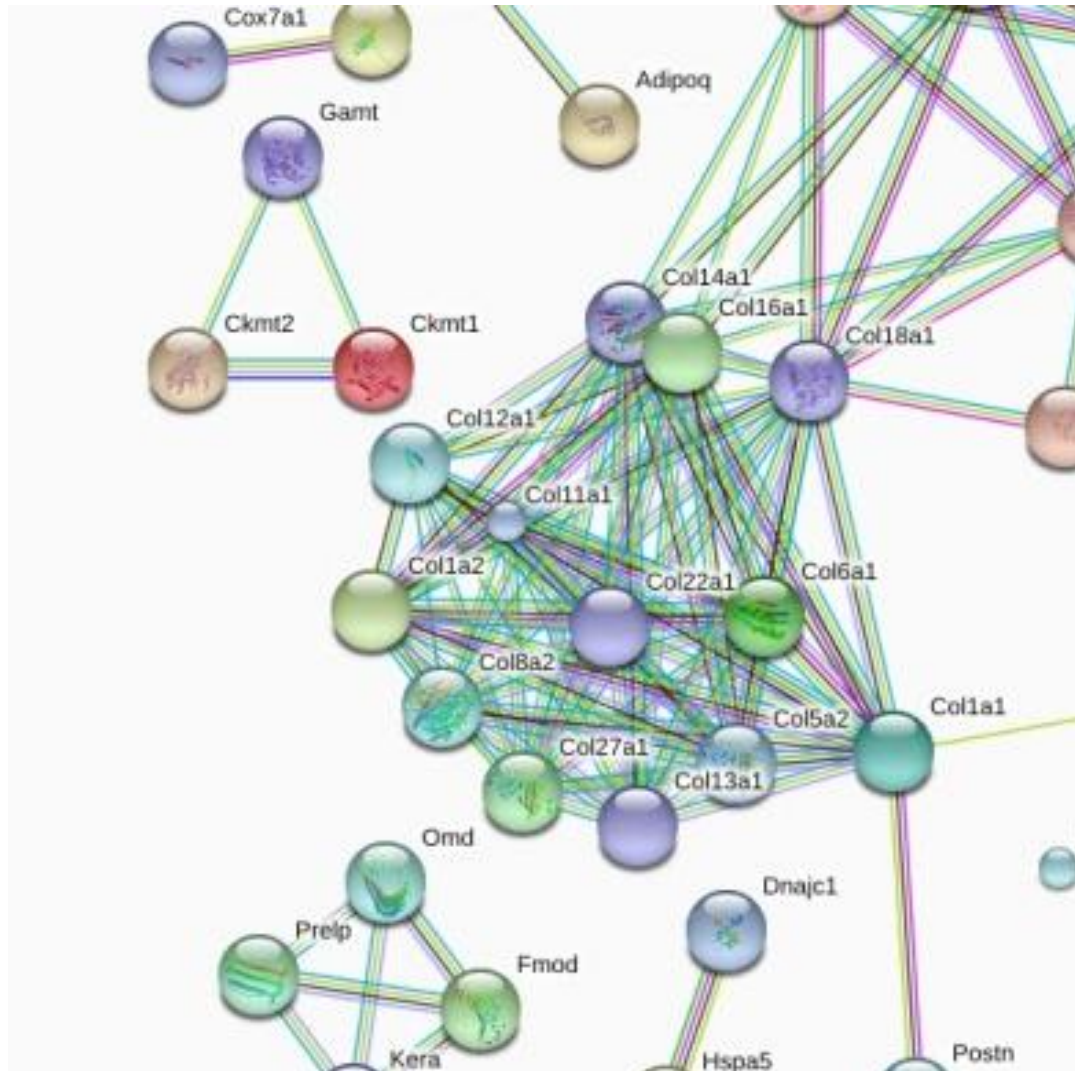 Cox7a1
Adipoq
Gamt
Col14a1
Col16a1
Ckmt2
Ckmt1
Col18a1
Col12a1
Col11a1
Col1a2
Col22a1
Col6a1
Col8a2
Col5a2
Col1a1
Col27a1
Col13a1
Omd
Dnajc1
Prelp
Fmod
Kera
Hspa5
Postn